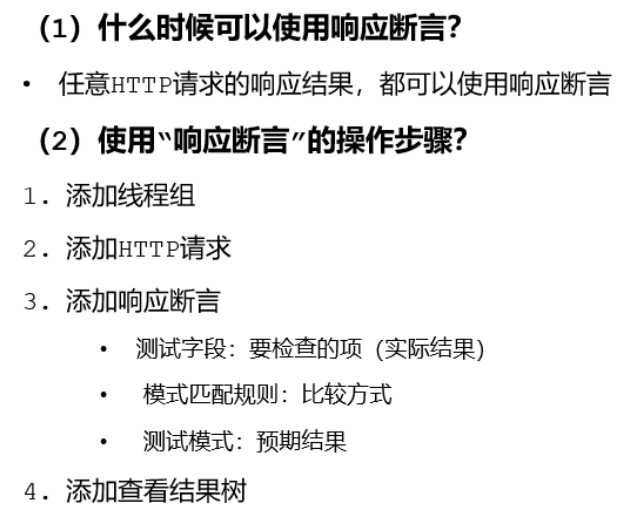 （1）什么时候可以使用响应断言？
• 任意HTTP请求的响应结果，都可以使用响应断言
（2）使用“响应断言”的操作步骤？
1. 添加线程组
2. 添加HTTP请求
3. 添加响应断言
• 测试字段：要检查的项（实际结果）
• 模式匹配规则：比较方式
• 测试模式：预期结果
4. 添加查看结果树